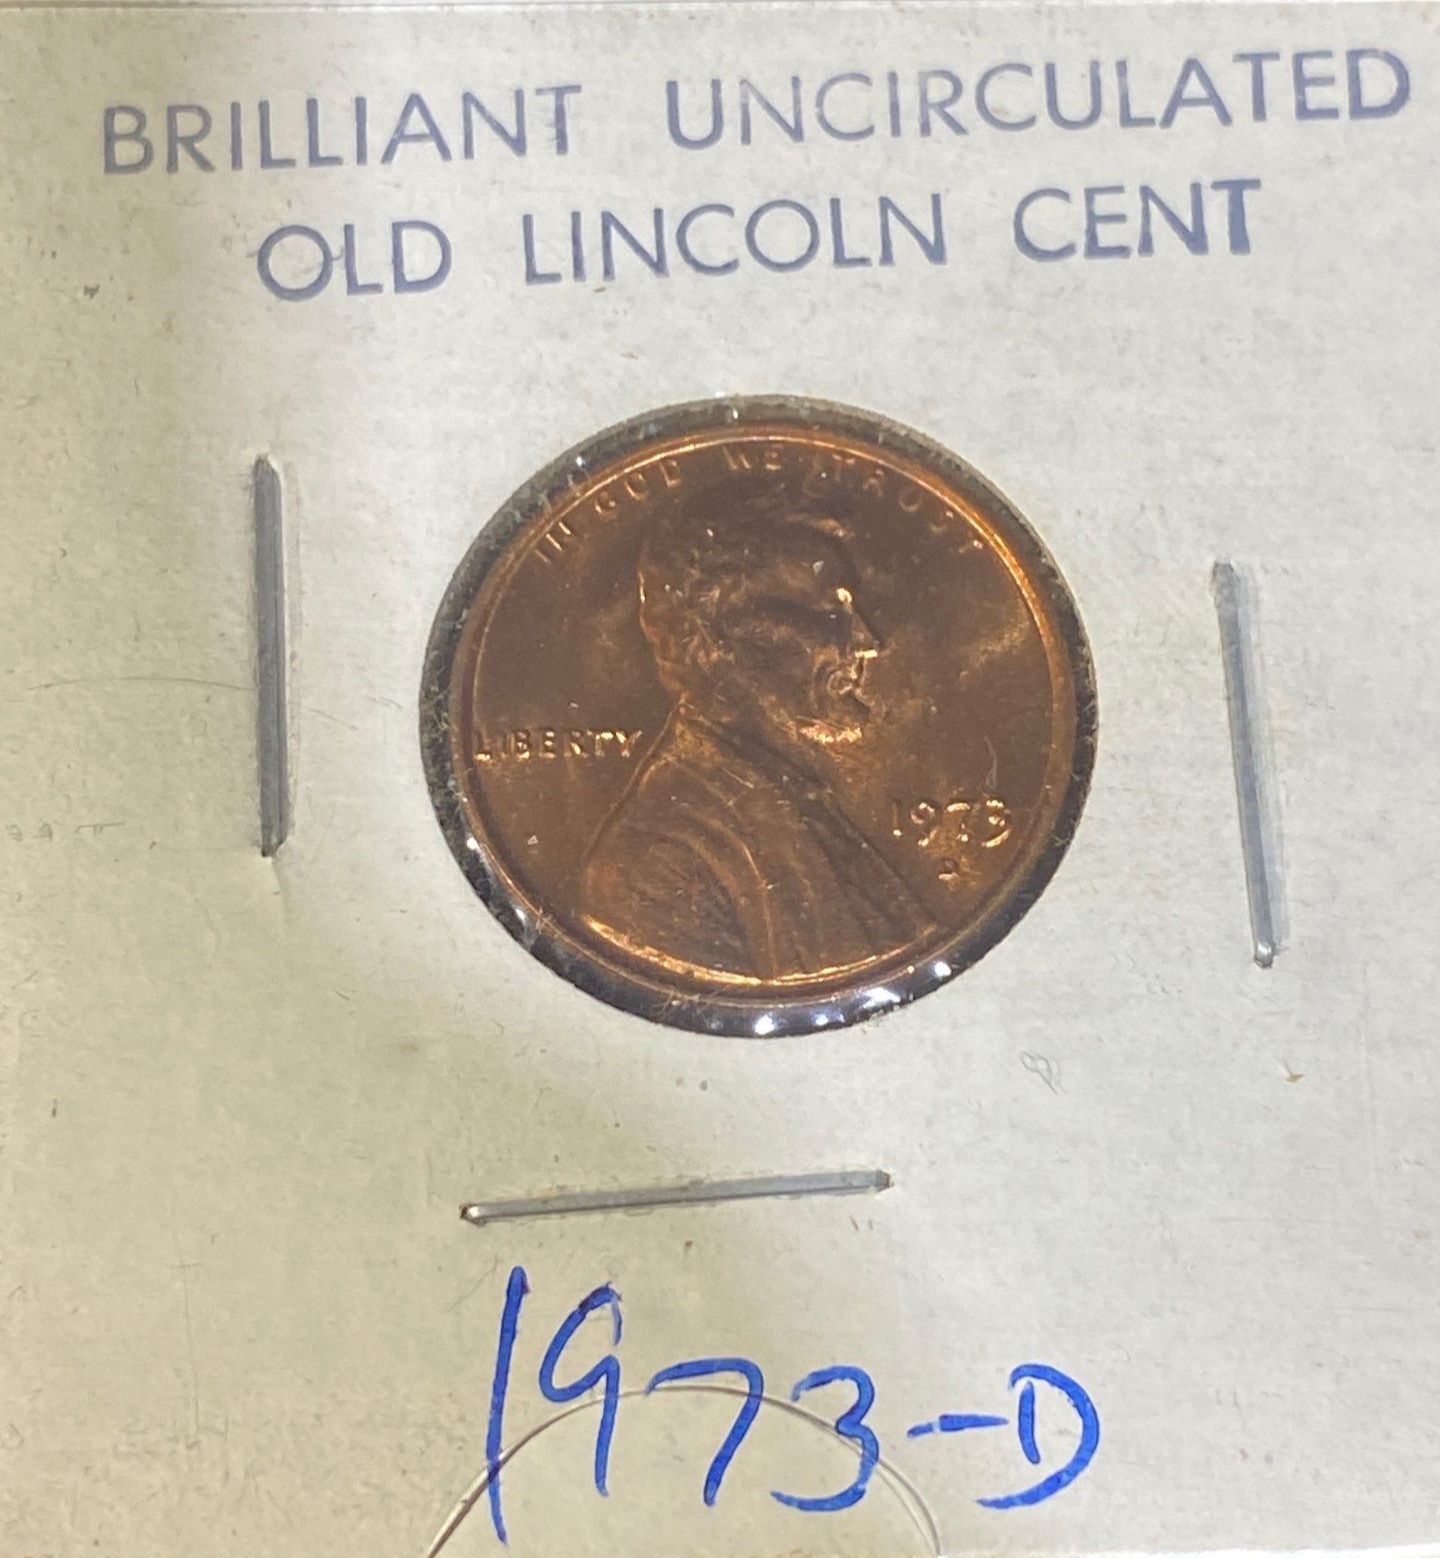 BRILLIANT UNCIRCULATED
OLD LINCOLN CENT
IN GOD WE TRUST
LIBERTY
1973
D
1973-D